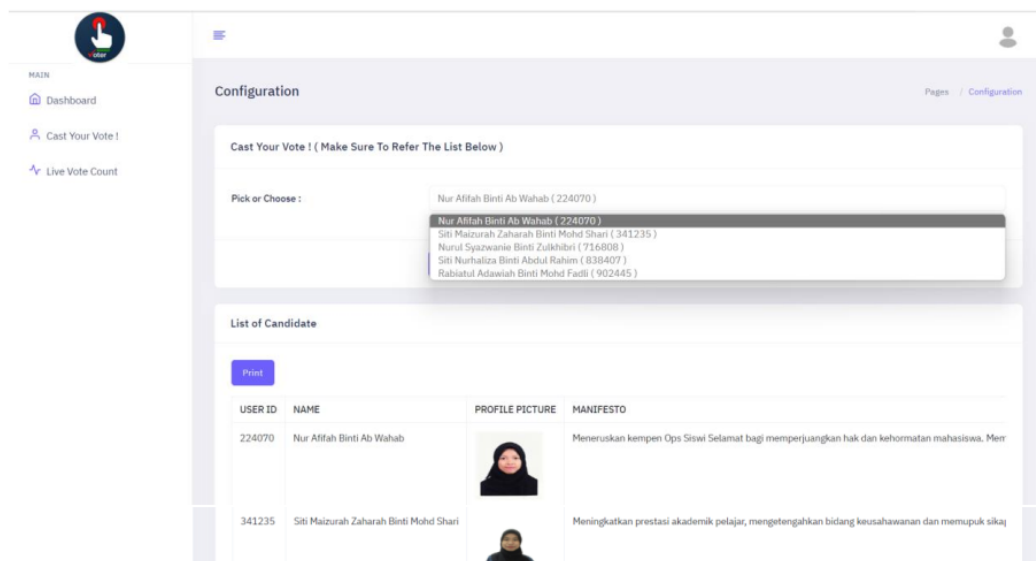 Voter
MAIN
Dashboard
Cast Your Vote !
Live Vote Count
Configuration
Pages / Configuration
Cast Your Vote ! ( Make Sure To Refer The List Below )
Pick or Choose :
Nur Afifah Binti Ab Wahab ( 224070 )
Nur Afifah Binti Ab Wahab ( 224070 )
Siti Maizurah Zaharah Binti Mohd Shari ( 341235 )
Nurul Syazwanie Binti Zulkhibri ( 716808 )
Siti Nurhaliza Binti Abdul Rahim ( 838407 )
Rabiatul Adawiah Binti Mohd Fadli ( 902445 )
List of Candidate
Print
USER ID NAME PROFILE PICTURE MANIFESTO
224070 Nur Afifah Binti Ab Wahab Meneruskan kempen Ops Siswi Selamat bagi memperjuangkan hak dan kehormatan mahasiswa. Mem
341235 Siti Maizurah Zaharah Binti Mohd Shari Meningkatkan prestasi akademik pelajar, mengetengahkan bidang keusahawanan dan memupuk sikap